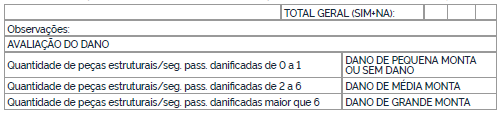 TOTAL GERAL (SIM+NA):
Observações:
AVALIAÇÃO DO DANO
Quantidade de peças estruturais/seg. pass. danificadas de 0 a 1
DANO DE PEQUENA MONTA
OU SEM DANO
Quantidade de peças estruturais/seg. pass. danificadas de 2 a 6
DANO DE MÉDIA MONTA
Quantidade de peças estruturais/seg. pass. danificadas maior que 6
DANO DE GRANDE MONTA